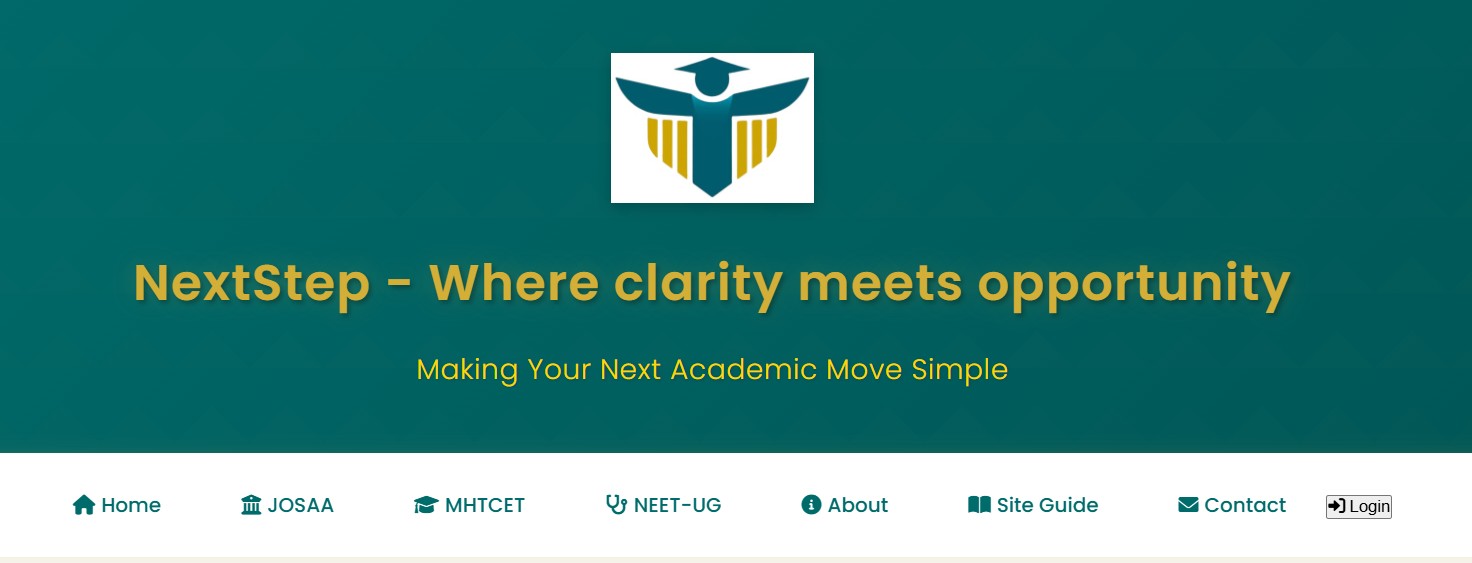 NextStep - Where clarity meets opportunity
Making Your Next Academic Move Simple
Home JOSAA MHTCET NEET-UG About Site Guide Contact Login